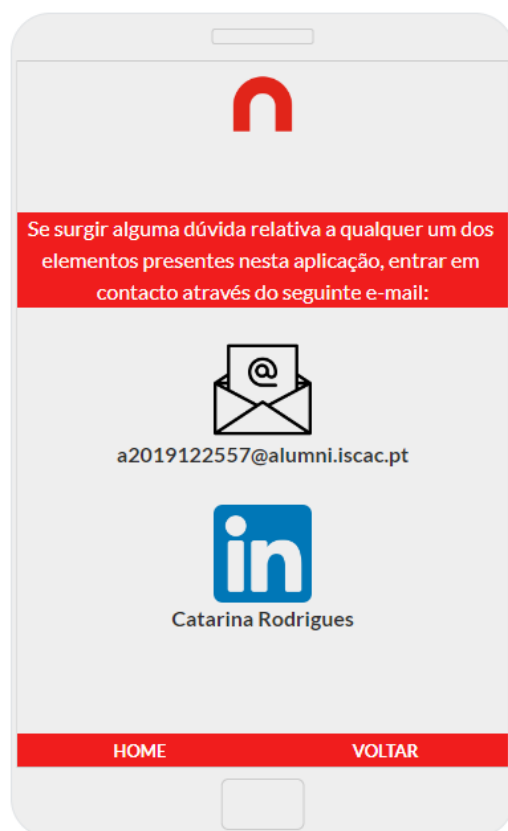 Se surgir alguma dúvida relativa a qualquer um dos
elementos presentes nesta aplicação, entrar em
contacto através do seguinte e-mail:
@
a2019122557@alumni.iscac.pt
in
Catarina Rodrigues
HOME VOLTAR